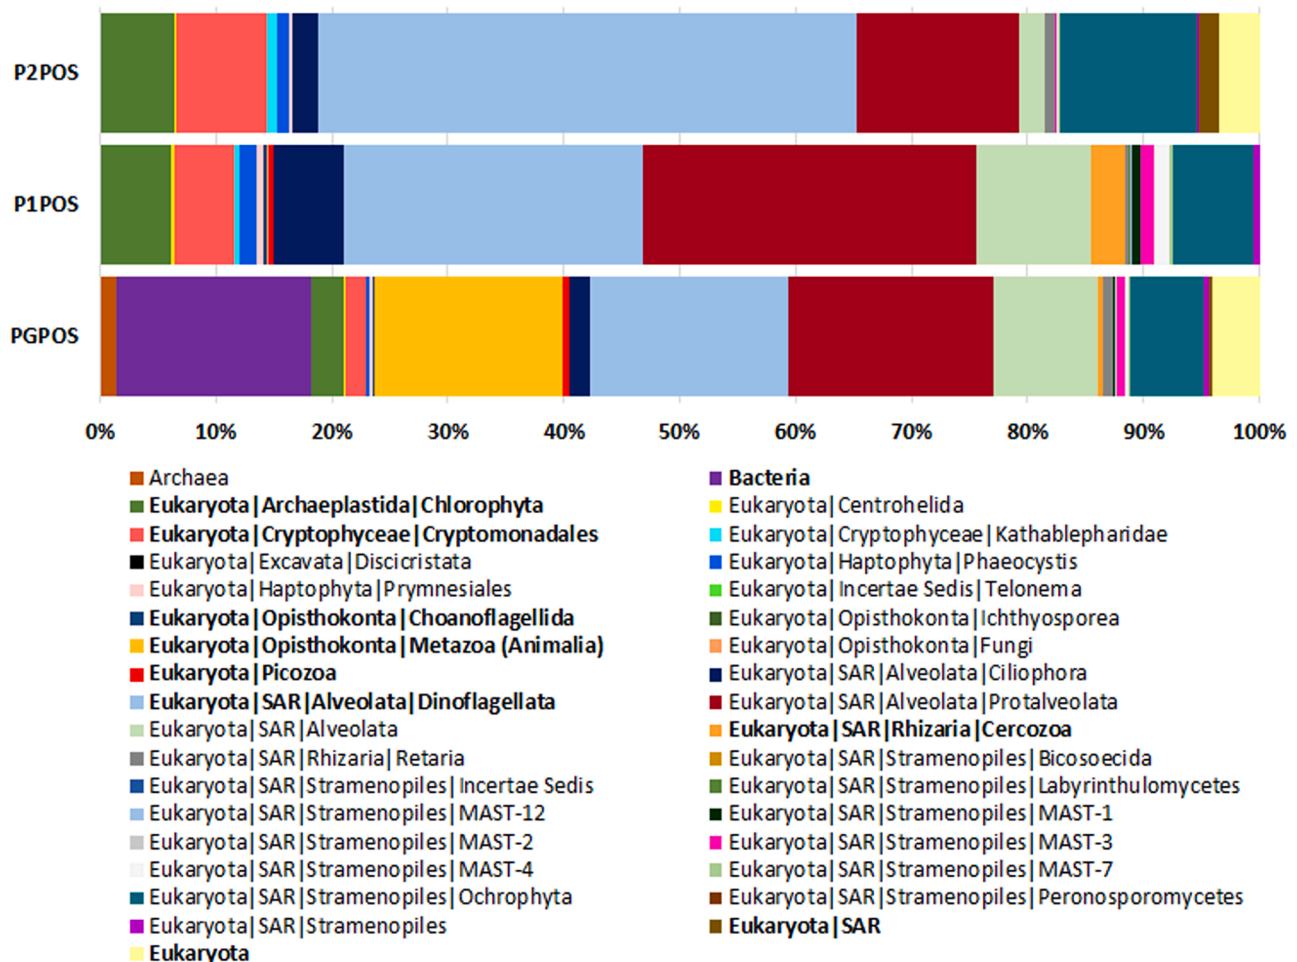 P2POS
P1POS
PGPOS
0% 10% 20% 30% 40% 50% 60% 70% 80% 90% 100%
Archaea Bacteria
Eukaryota|Archaeplastida|Chlorophyta Eukaryota|Centrohelida
Eukaryota|Cryptophyceae|Cryptomonadales Eukaryota|Cryptophyceae|Kathablepharidae
Eukaryota|Excavata|Discicristata Eukaryota|Haptophyta|Phaeocystis
Eukaryota|Haptophyta|Prymnesiales Eukaryota|Incertae Sedis|Telonema
Eukaryota|Opisthokonta|Choanoflagellida Eukaryota|Opisthokonta|Ichthyosporea
Eukaryota|Opisthokonta|Metazoa (Animalia) Eukaryota|Opisthokonta|Fungi
Eukaryota|Picozoa Eukaryota|SAR|Alveolata|Ciliophora
Eukaryota|SAR|Alveolata|Dinoflagellata Eukaryota|SAR|Alveolata|Protalveolata
Eukaryota|SAR|Alveolata Eukaryota|SAR|Rhizaria|Cercozoa
Eukaryota|SAR|Rhizaria|Retaria Eukaryota|SAR|Stramenopiles|Bicosoecida
Eukaryota|SAR|Stramenopiles|Incertae Sedis Eukaryota|SAR|Stramenopiles|Labyrinthulomycetes
Eukaryota|SAR|Stramenopiles|MAST-12 Eukaryota|SAR|Stramenopiles|MAST-1
Eukaryota|SAR|Stramenopiles|MAST-2 Eukaryota|SAR|Stramenopiles|MAST-3
Eukaryota|SAR|Stramenopiles|MAST-4 Eukaryota|SAR|Stramenopiles|MAST-7
Eukaryota|SAR|Stramenopiles|Ochrophyta Eukaryota|SAR|Stramenopiles|Peronosporomycetes
Eukaryota|SAR|Stramenopiles Eukaryota|SAR
Eukaryota